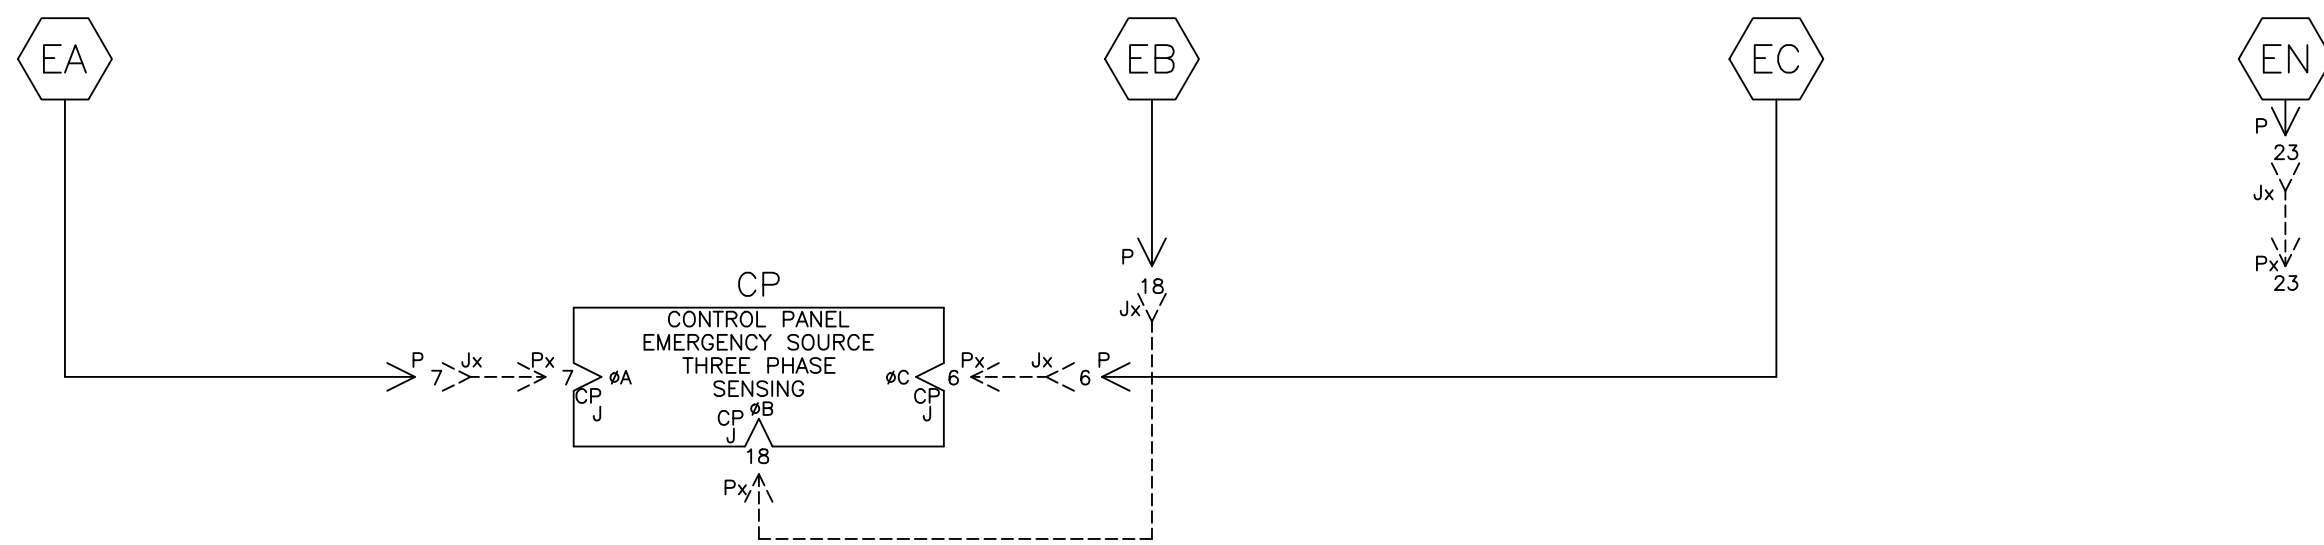 EA
EB
EC
EN
P
23
Jx
Px
23
P
18
Jx
CP
CONTROL PANEL
EMERGENCY SOURCE
THREE PHASE
SENSING
P
7
Jx
Px
7
øA
CP
J
øC
6
CP
J
Px
Jx
6
P
øB
CP
J
18
Px